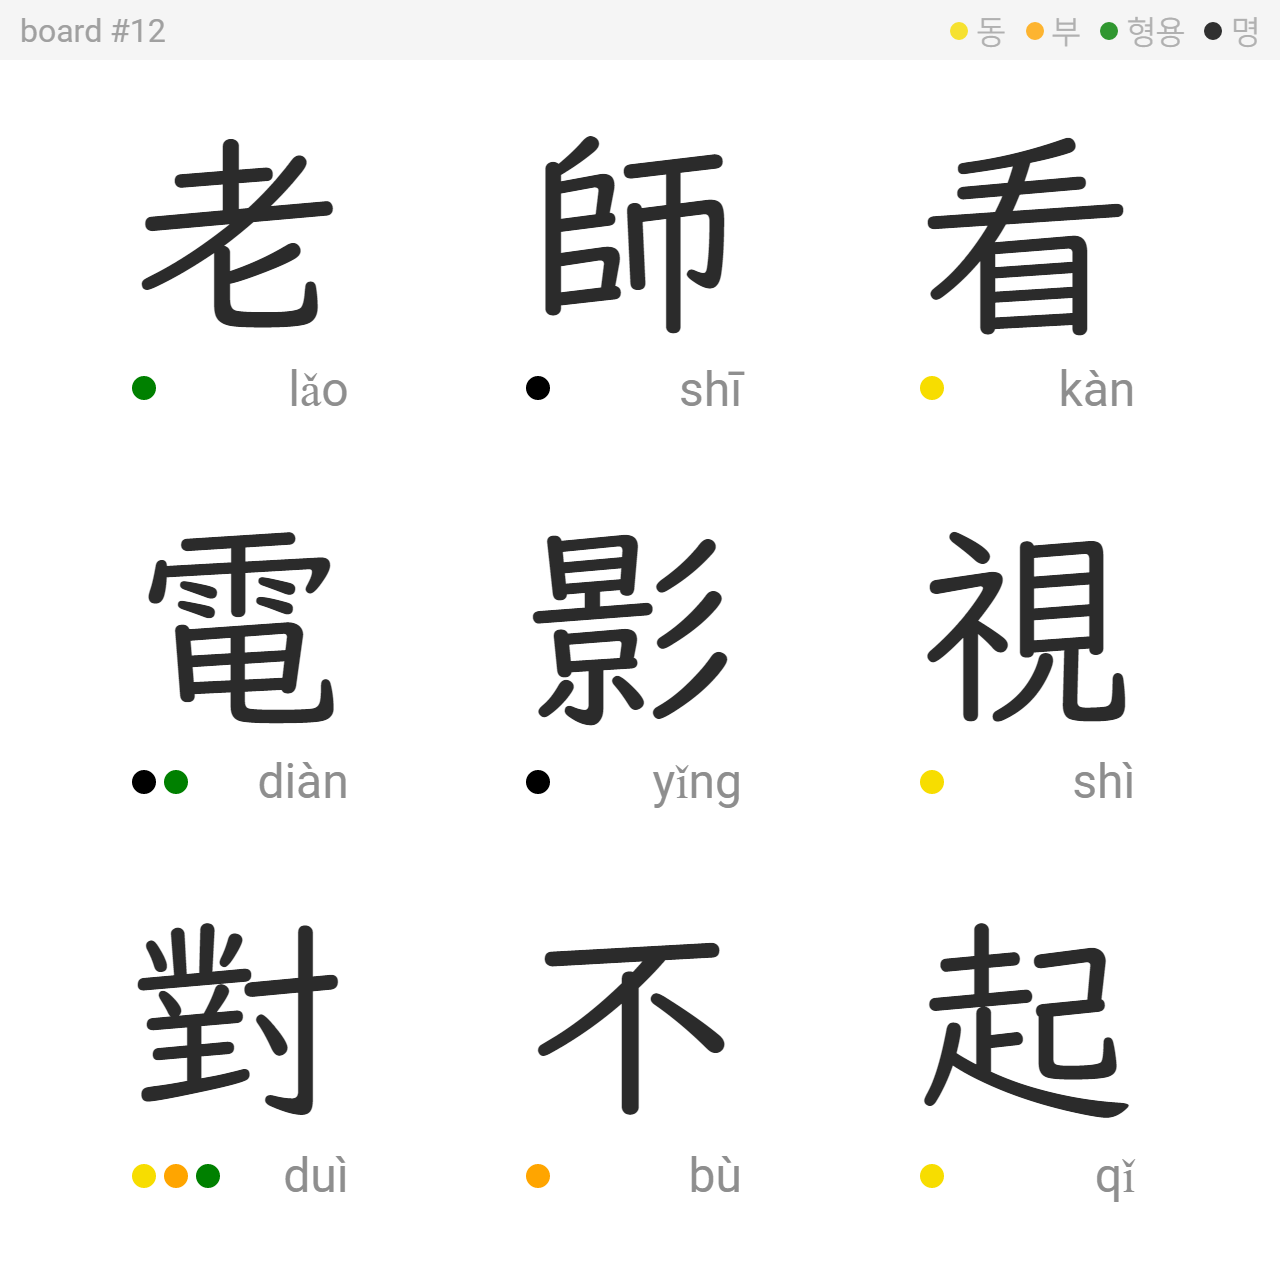 board #12 동 부 형용 명
老 師 看
lǎo shī kàn
電 影 視
diàn yǐng shì
對 不 起
duì bù qǐ